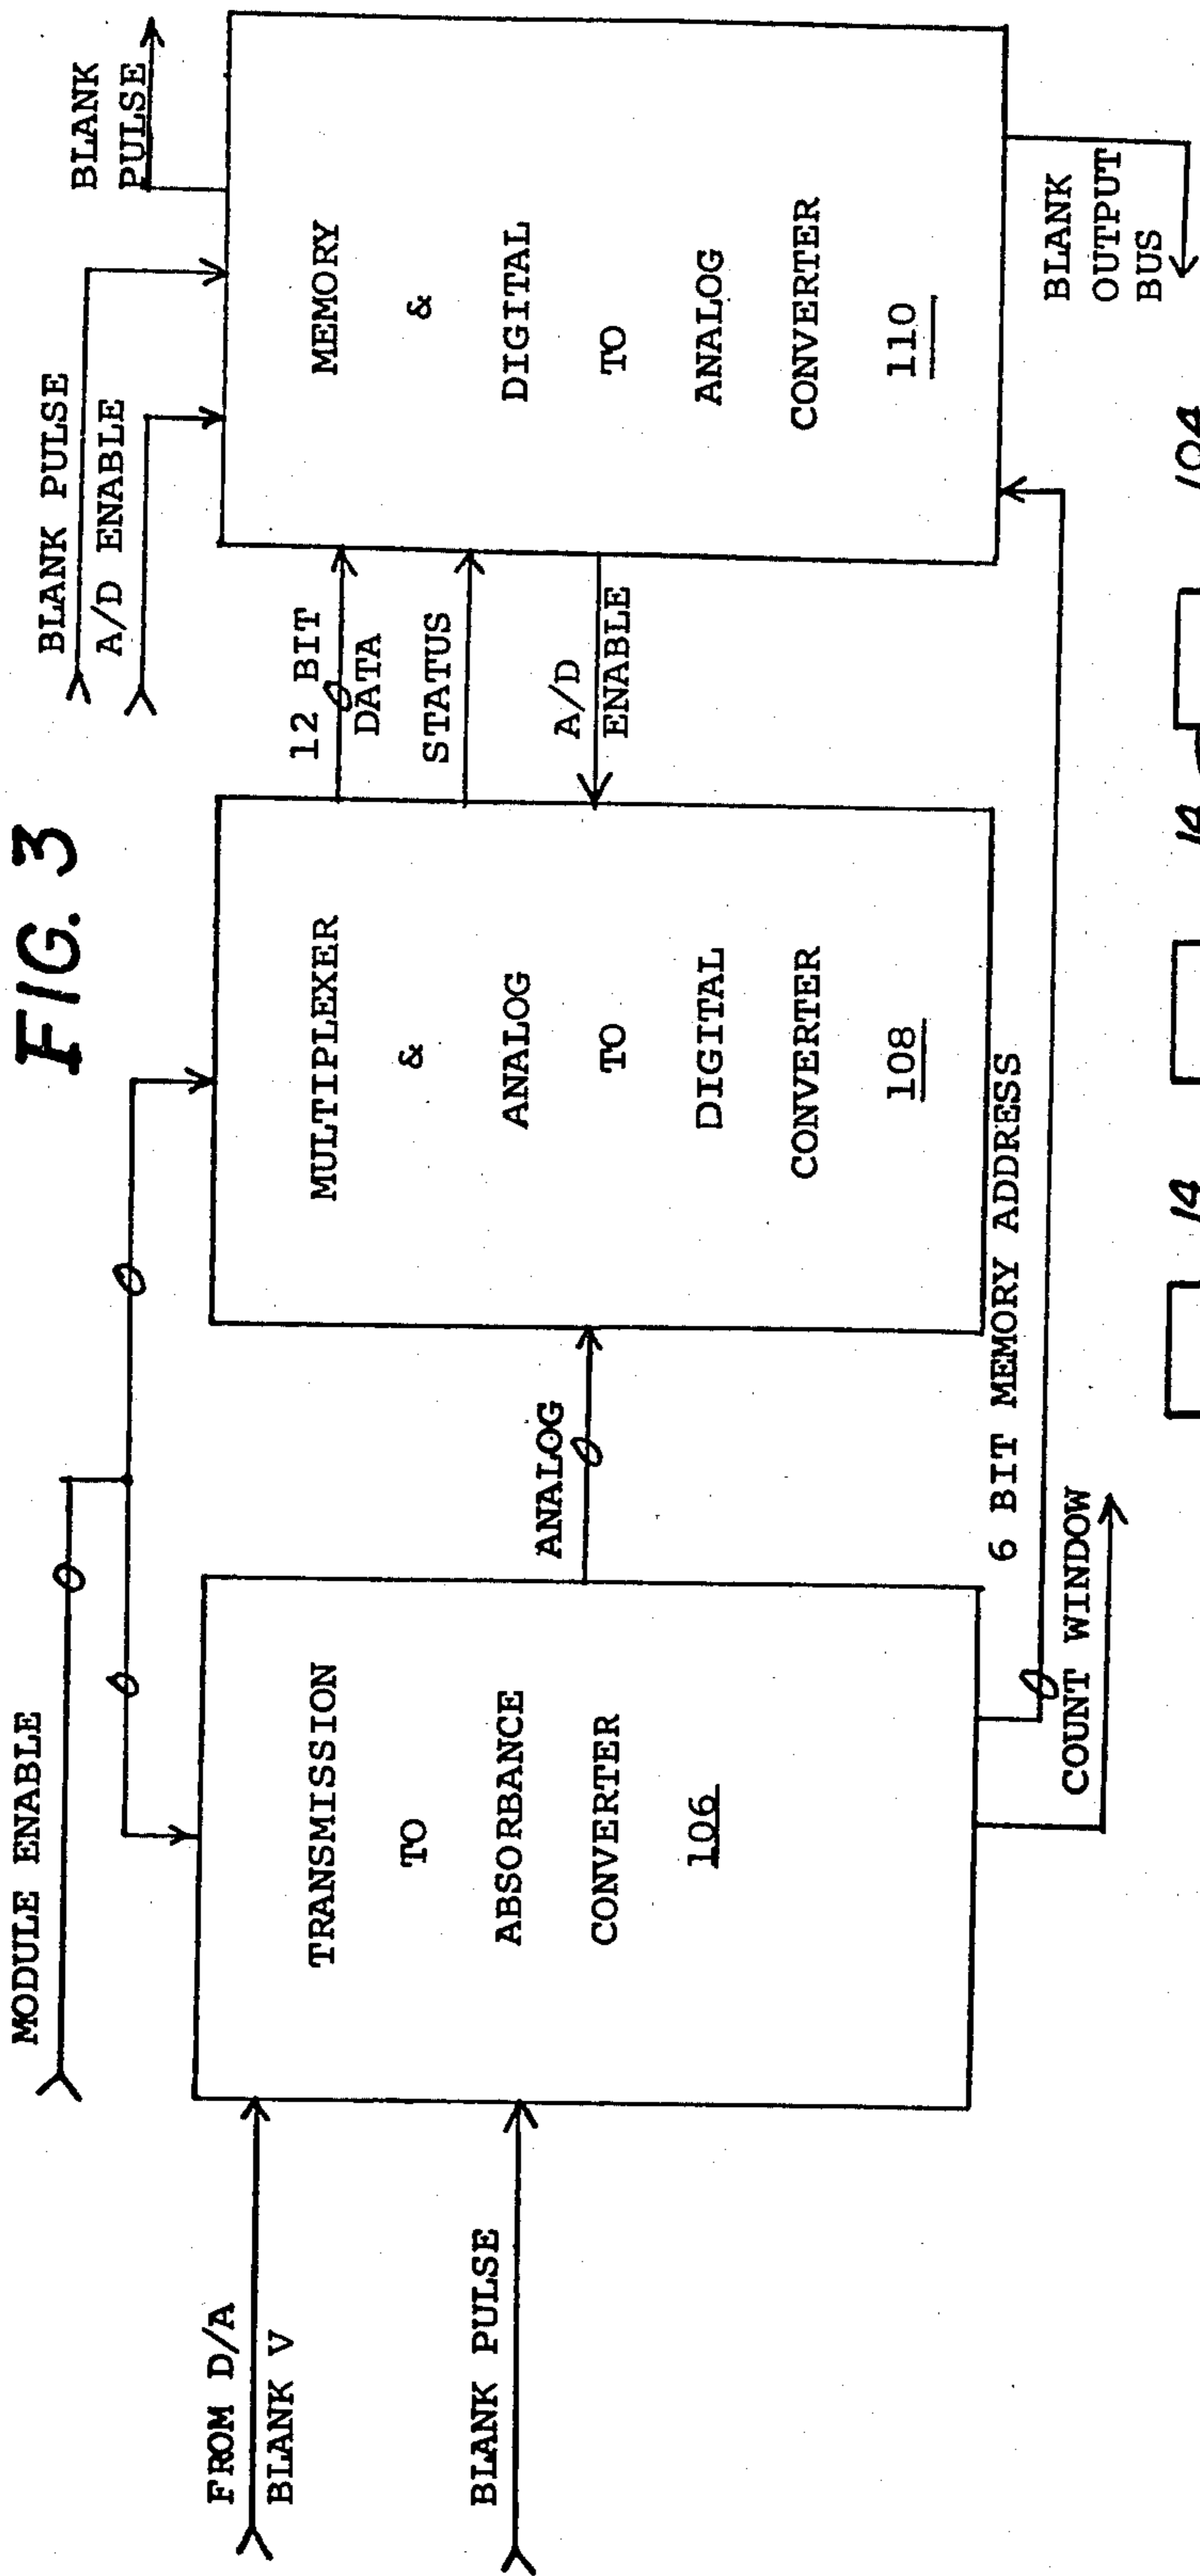 FIG. 3
MODULE ENABLE
BLANK PULSE
A/D ENABLE
BLANK
PULSE
FROM D/A
BLANK V
BLANK PULSE
TRANSMISSION
TO
ABSORBANCE
CONVERTER
106
ANALOG
MULTIPLEXER
&
ANALOG
TO
DIGITAL
CONVERTER
108
12 BIT
DATA
STATUS
A/D
ENABLE
MEMORY
&
DIGITAL
TO
ANALOG
CONVERTER
110
6 BIT MEMORY ADDRESS
COUNT WINDOW
BLANK
OUTPUT
BUS
14
14
104